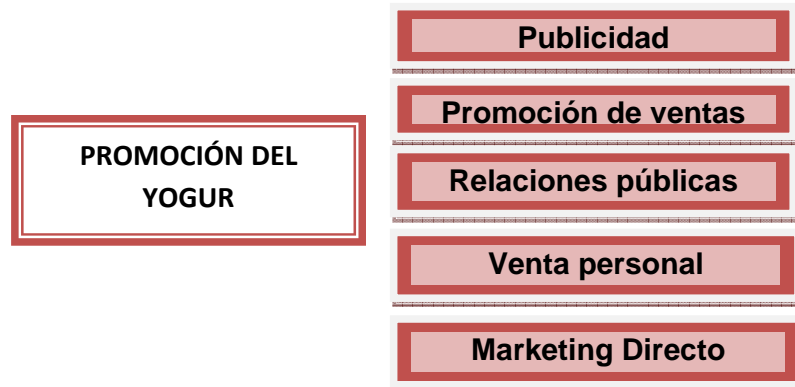 PROMOCIÓN DEL
YOGUR
Publicidad
Promoción de ventas
Relaciones públicas
Venta personal
Marketing Directo